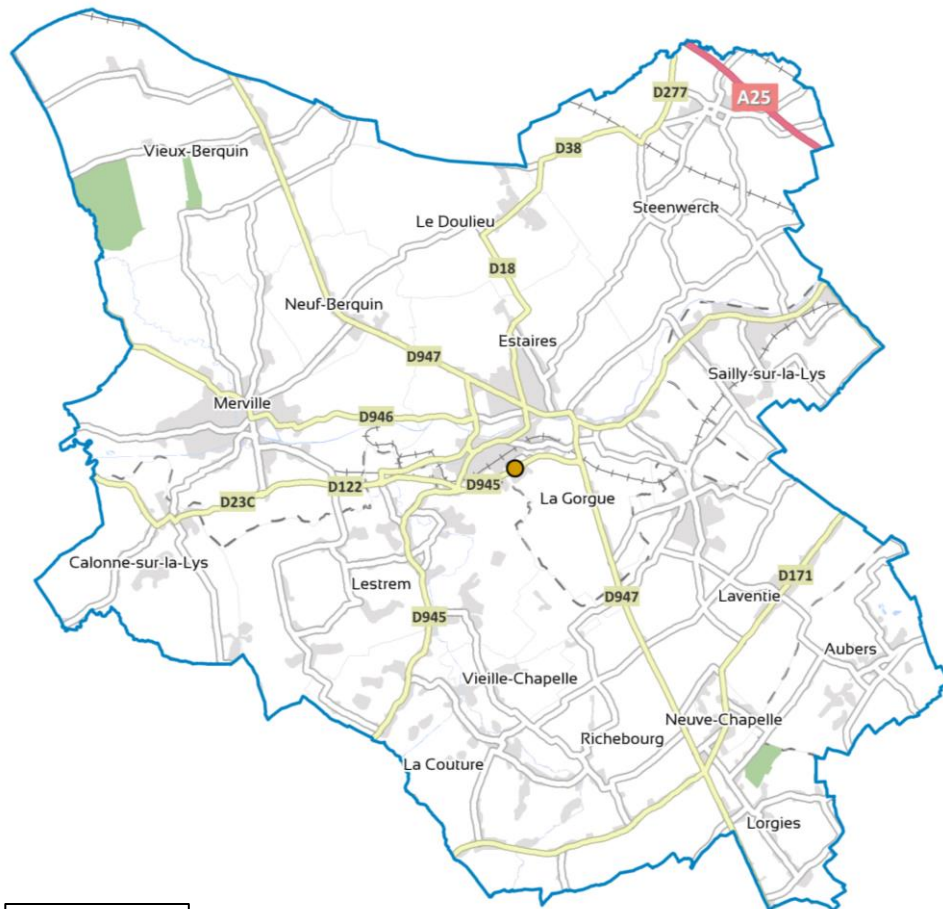 A25
D277
D38
Vieux-Berquin
Steenwerck
Le Doulieu
D18
Neuf-Berquin
Estaires
D947
Sailly-sur-la-Lys
Merville
D946
D945
D122
La Gorgue
D23C
Calonne-sur-la-Lys
D171
Lestrem
D947
Laventie
D945
Aubers
Vieille-Chapelle
Neuve-Chapelle
Richebourg
La Couture
Lorgies